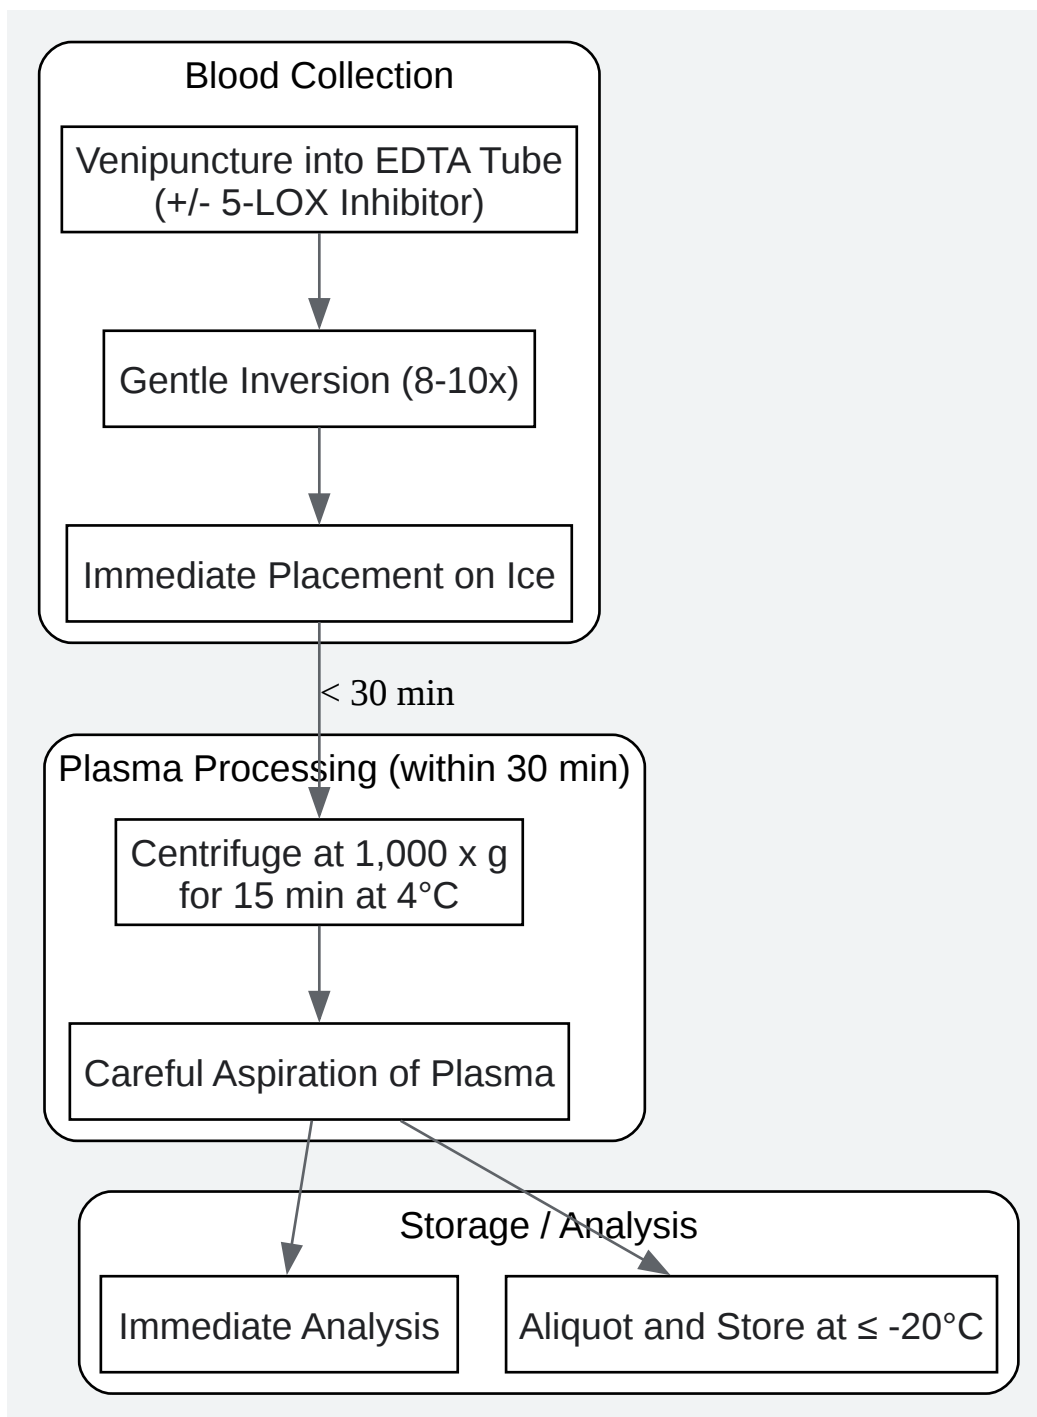 Blood Collection
Venipuncture into EDTA Tube
(+/- 5-LOX Inhibitor)
Gentle Inversion (8-10x)
Immediate Placement on Ice
< 30 min
Plasma Processing (within 30 min)
Centrifuge at 1,000 x g
for 15 min at 4°C
Careful Aspiration of Plasma
Storage / Analysis
Immediate Analysis
Aliquot and Store at ≤ -20°C